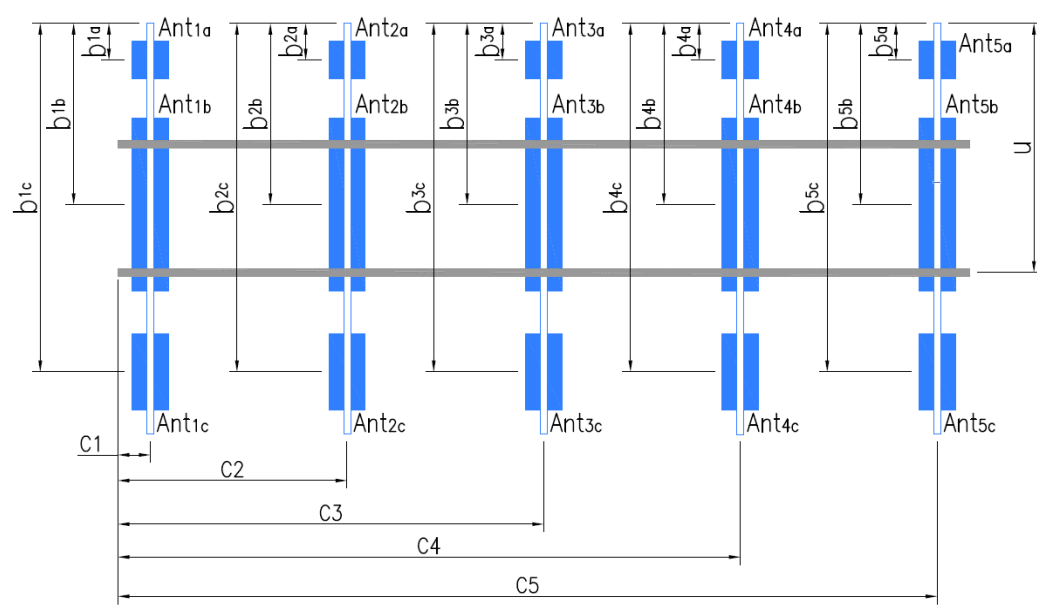 b1a
Ant1a
b2a
Ant2a
b3a
Ant3a
b4a
Ant4a
b5a
Ant5a
b1b
Ant1b
b2b
Ant2b
b3b
Ant3b
b4b
Ant4b
b5b
Ant5b
u
b1c
b2c
b3c
b4c
b5c
Ant1c
Ant2c
Ant3c
Ant4c
Ant5c
C1
C2
C3
C4
C5